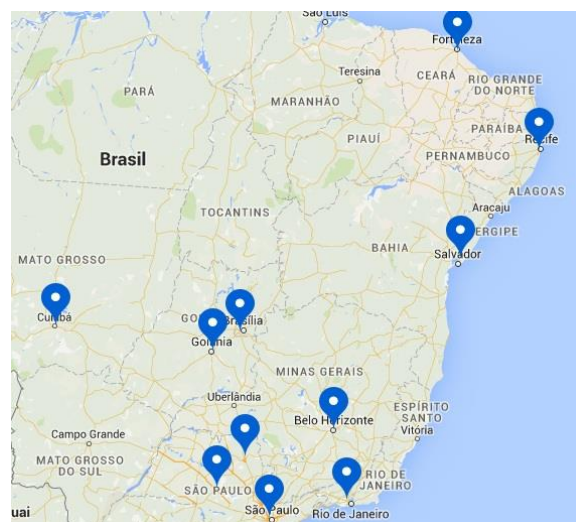 São Luís
Fortaleza
Teresina
CEARÁ
RIO GRANDE
DO NORTE
PARÁ
MARANHÃO
PARAÍBA
Recife
PIAUÍ
Brasil
PERNAMBUCO
ALAGOAS
TOCANTINS
Aracaju
SERGIPE
BAHIA
Salvador
MATO GROSSO
Cuiabá
GOIÁS
Brasília
Goiânia
MINAS GERAIS
Uberlândia
ESPÍRITO
SANTO
Belo Horizonte
Vitória
Campo Grande
MATO GROSSO
DO SUL
RIO DE
JANEIRO
SÃO PAULO
São Paulo
Rio de Janeiro
uai